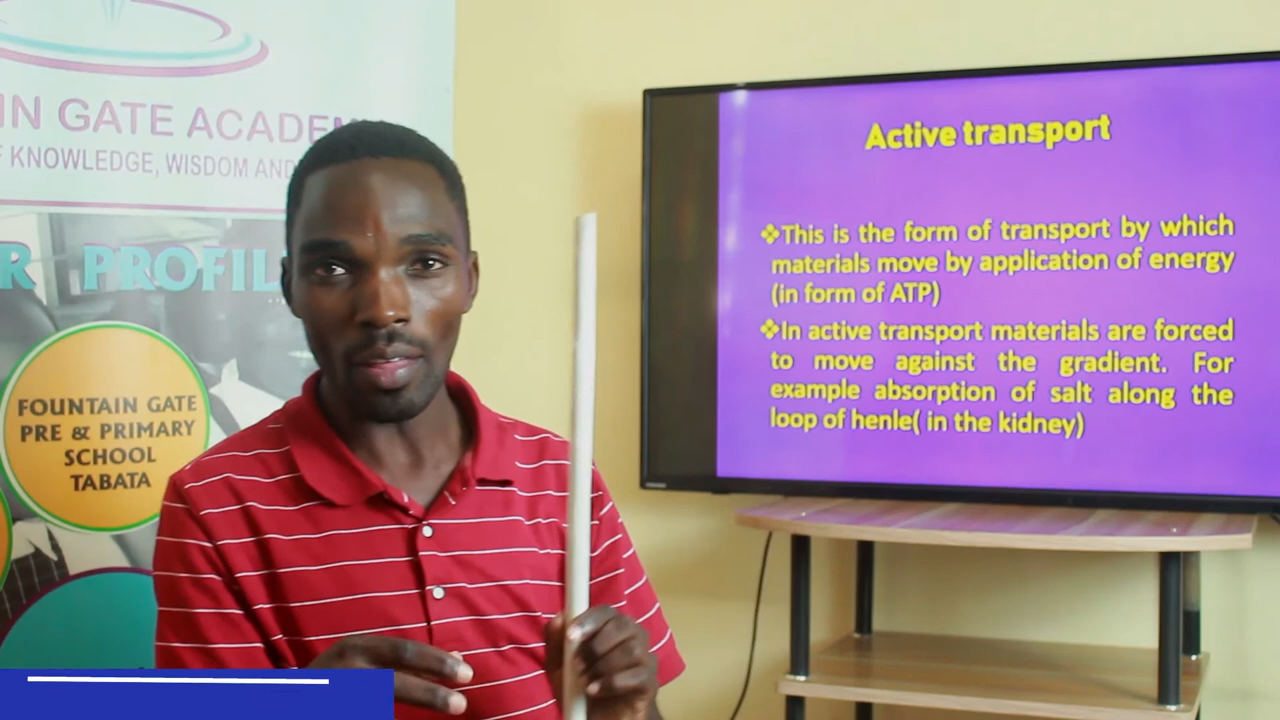 IN GATE ACADEM
KNOWLEDGE, WISDOM AND
R PROFIL
FOUNTAIN GATE
PRE & PRIMARY
SCHOOL
TABATA
Active transport
❖This is the form of transport by which
materials move by application of energy
(in form of ATP)
❖In active transport materials are forced
to move against the gradient. For
example absorption of salt along the
loop of henle( in the kidney)